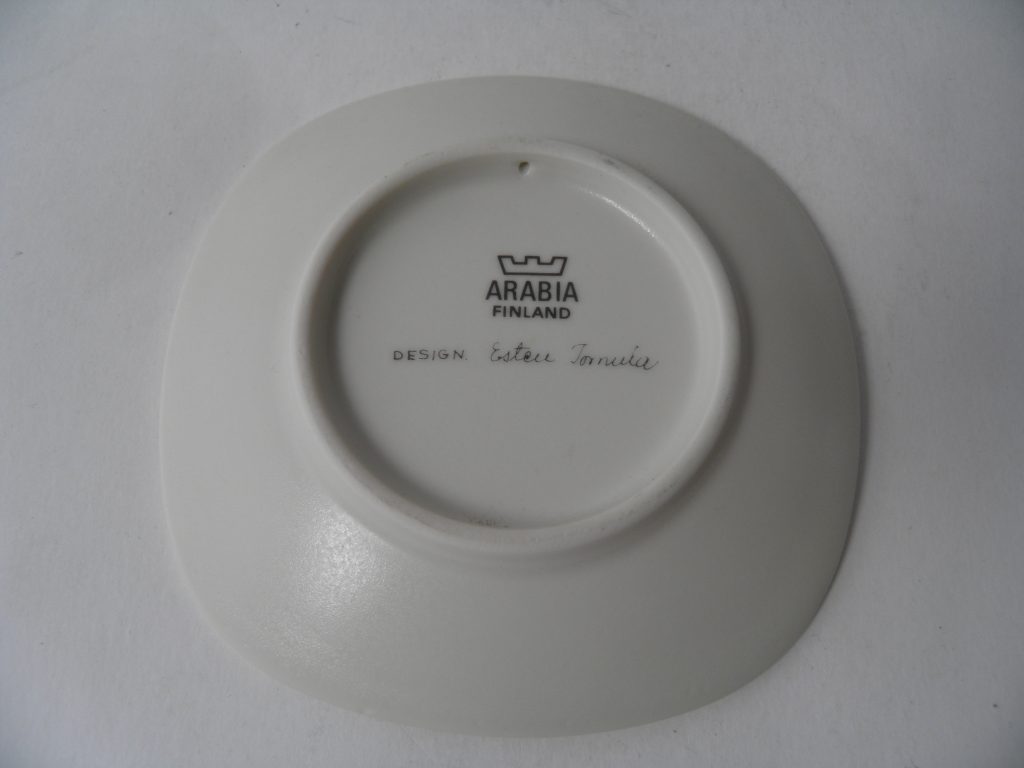 ARABIA
FINLAND
DESIGN. Esteri Tomula